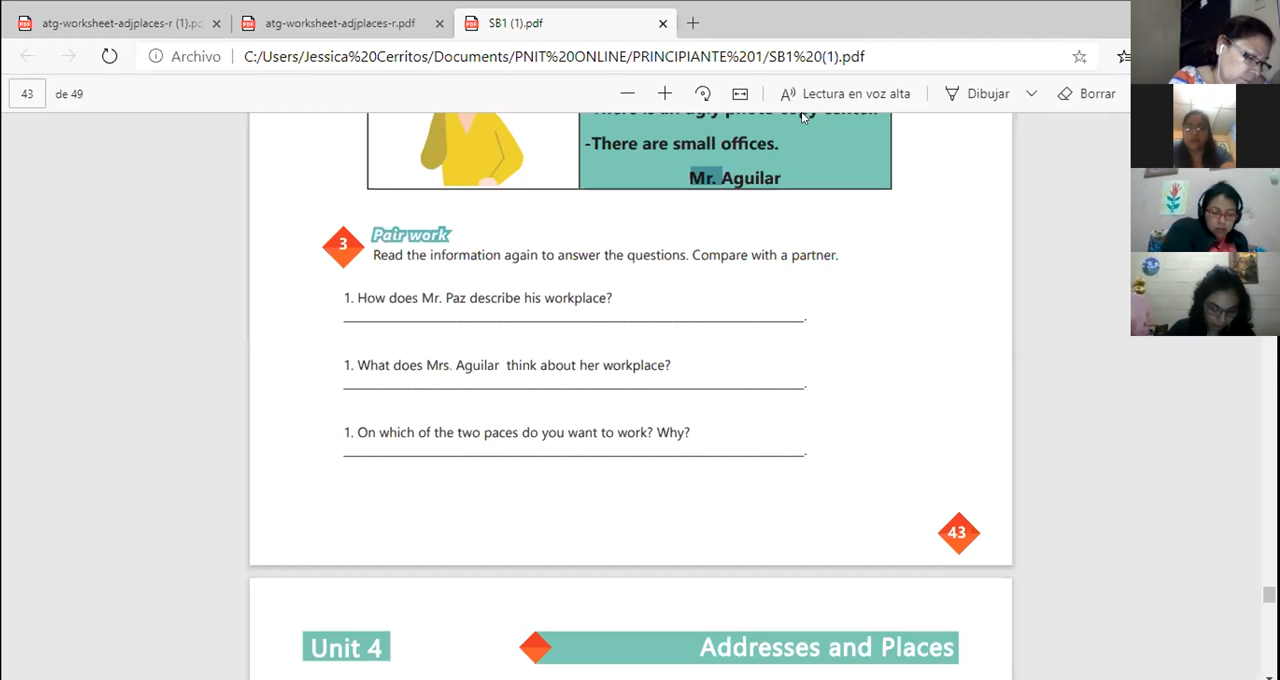 atg-worksheet-adjplaces-r (1).pd
atg-worksheet-adjplaces-r.pdf
SB1 (1).pdf
Archivo
C:/Users/Jessica%20Cerritos/Documents/PNIT%20ONLINE/PRINCIPIANTE%201/SB1%20(1).pdf
43 de 49
Lectura en voz alta
Dibujar
Borrar
-There are small offices.
Mr. Aguilar
3
Pair work
Read the information again to answer the questions. Compare with a partner.
1. How does Mr. Paz describe his workplace?
1. What does Mrs. Aguilar think about her workplace?
1. On which of the two paces do you want to work? Why?
43
Unit 4
Addresses and Places